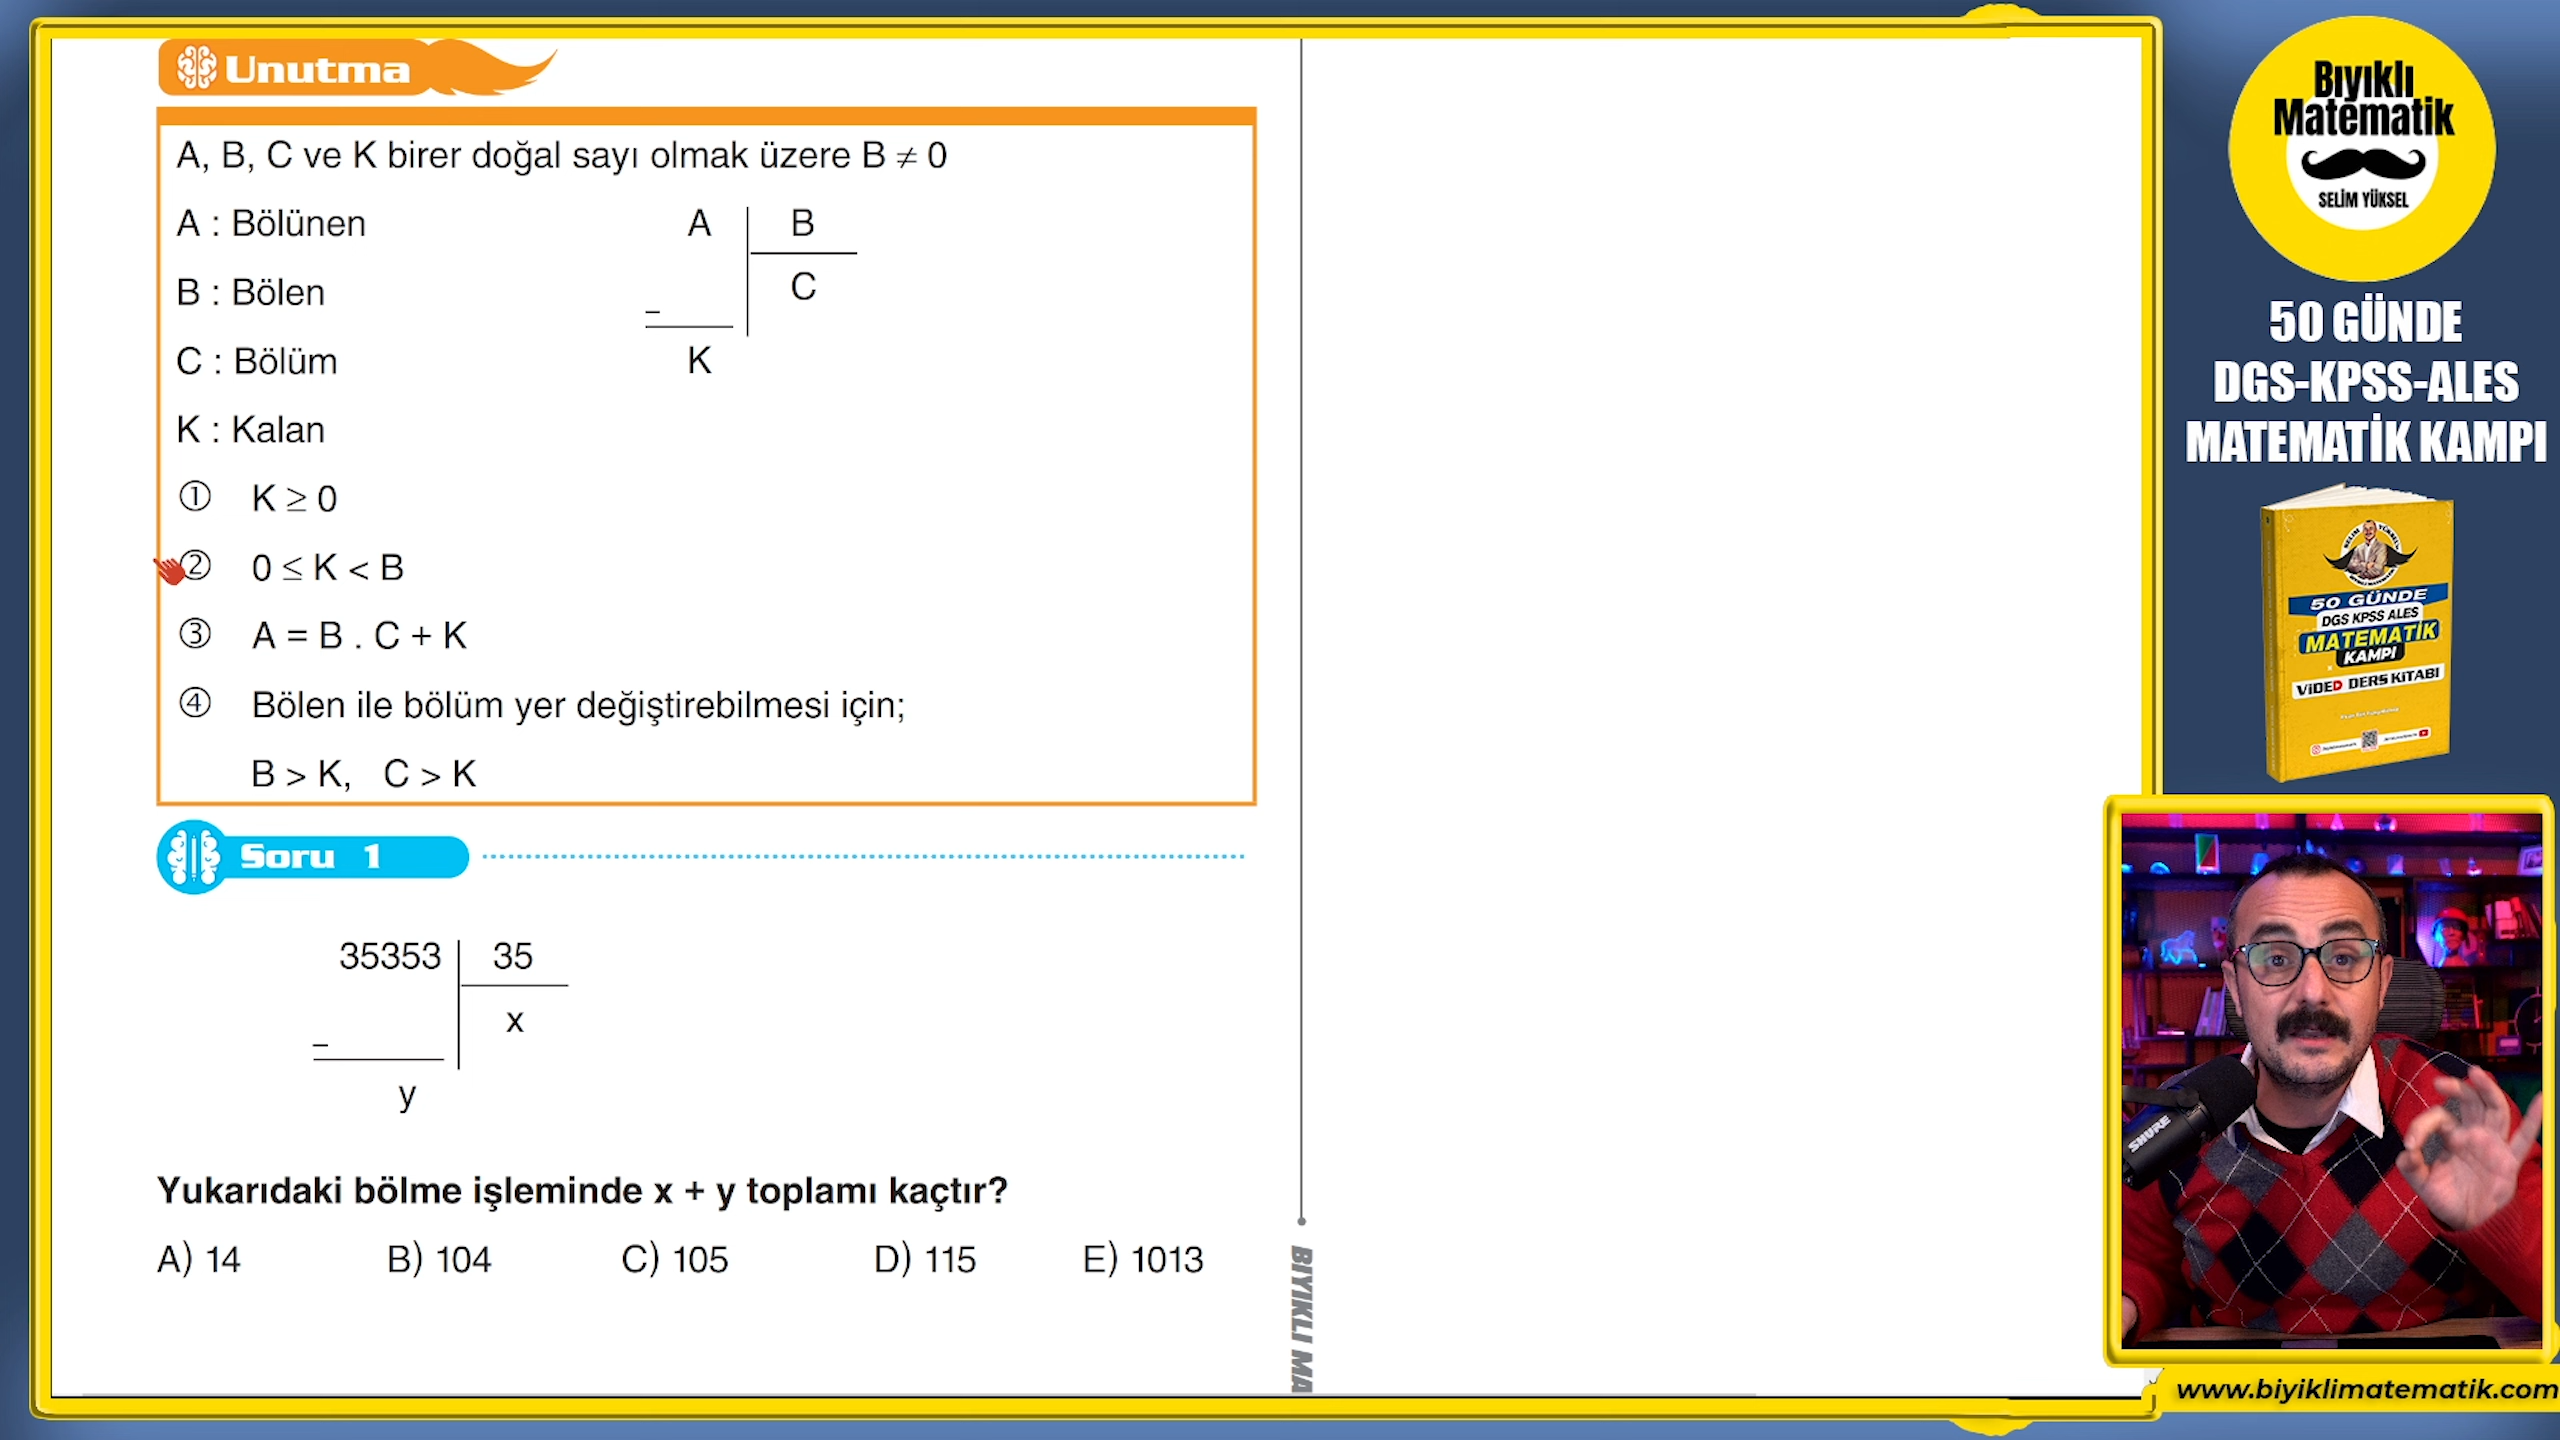 Unutma
A, B, C ve K birer doğal sayı olmak üzere B ≠ 0
A : Bölünen
B : Bölen
C : Bölüm
K : Kalan
A B
C
–
K
① K ≥ 0
② 0 ≤ K < B
③ A = B . C + K
④ Bölen ile bölüm yer değiştirebilmesi için;
B > K, C > K
Soru 1
35353 35
x
–
y
Yukarıdaki bölme işleminde x + y toplamı kaçtır?
A) 14 B) 104 C) 105 D) 115 E) 1013
BIYIKLI MA
Bıyıklı
Matematik
SELİM YÜKSEL
50 GÜNDE
DGS-KPSS-ALES
MATEMATİK KAMPI
50 GÜNDE
DGS KPSS ALES
MATEMATİK
KAMPI
VİDEO DERS KİTABI
SHURE
www.biyiklimatematik.com